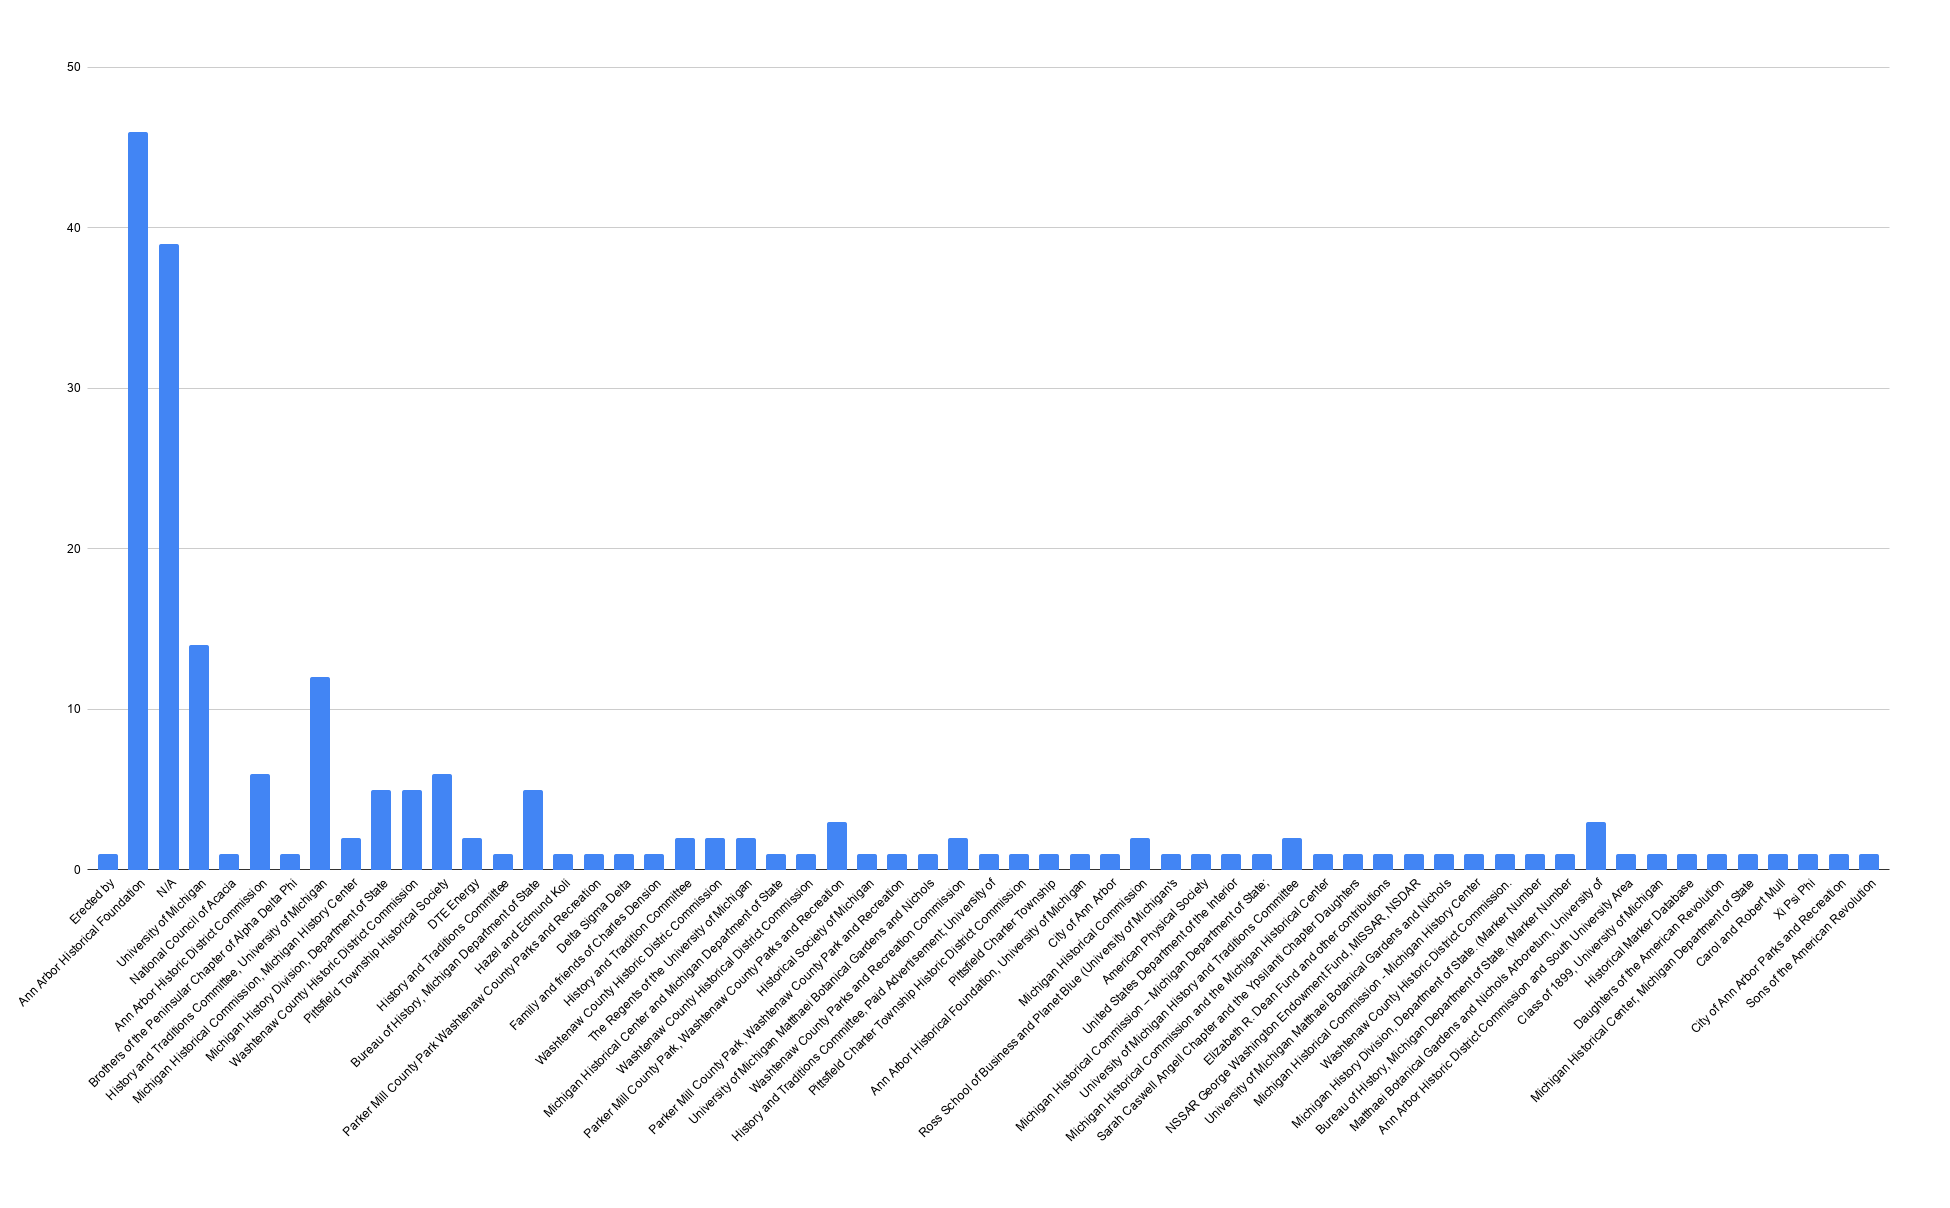 50
40
30
20
10
0
Erected by
Ann Arbor Historical Foundation
N/A
University of Michigan
National Council of Acacia
Ann Arbor Historic District Commission
Brothers of the Peninsular Chapter of Alpha Delta Phi
History and Traditions Committee, University of Michigan
Michigan Historical Commission, Michigan History Center
Michigan History Division, Department of State
Washtenaw County Historic District Commission
Pittsfield Township Historical Society
DTE Energy
History and Traditions Committee
Bureau of History, Michigan Department of State
Hazel and Edmund Koli
Parker Mill County Park Washtenaw County Parks and Recreation
Delta Sigma Delta
Family and friends of Charles Density
History and Tradition Committee
Washtenaw County Historic Distric Commission
The Regents of the University of Michigan
Michigan Historical Center and Michigan Department of State
Washtenaw County Historical District Commission
Parker Mill County Park, Washtenaw County Parks and Recreation
Historical Society of Michigan
Parker Mill County Park, Washtenaw County Park and Recreation
University of Michigan Matthaei Botanical Gardens and Nichols
Washtenaw County Parks and Recreation Commission
History and Traditions Committee, Paid Advertisement, University of
Pittsfield Charter Township Historic District Commission
Pittsfield Charter Township
Ann Arbor Historical Foundation, University of Michigan
City of Ann Arbor
Michigan Historical Commission
Ross School of Business and Planet Blue (University of Michigan's
American Physical Society
United States Department of the Interior
Michigan Historical Commission – Michigan Department of State;
University of Michigan History and Traditions Committee
Michigan Historical Commission and the Michigan Historical Center
Sarah Caswell Angell Chapter and the Ypsilanti Chapter Daughters
Elizabeth R. Dean Fund and other contributions
NSSAR George Washington Endowment Fund, MISSAR, NSDAR
University of Michigan Matthaei Botanical Gardens and Nichols
Michigan Historical Commission - Michigan History Center
Washtenaw County Historic District Commission.
Michigan History Division, Department of State. (Marker Number
Bureau of History, Michigan Department of State. (Marker Number
Matthaei Botanical Gardens and Nichols Arboretum, University of
Ann Arbor Historic District Commission and South University Area
Class of 1899, University of Michigan
Historical Marker Database
Daughters of the American Revolution
Michigan Historical Center, Michigan Department of State
Carol and Robert Mull
Xi Psi Phi
City of Ann Arbor Parks and Recreation
Sons of the American Revolution